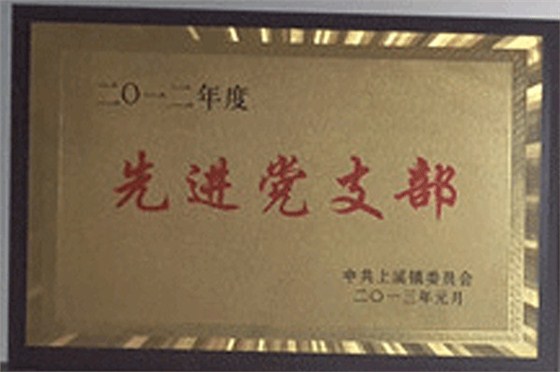 二〇一二年度
先进党支部
中共上溪镇委员会
二〇一三年元月